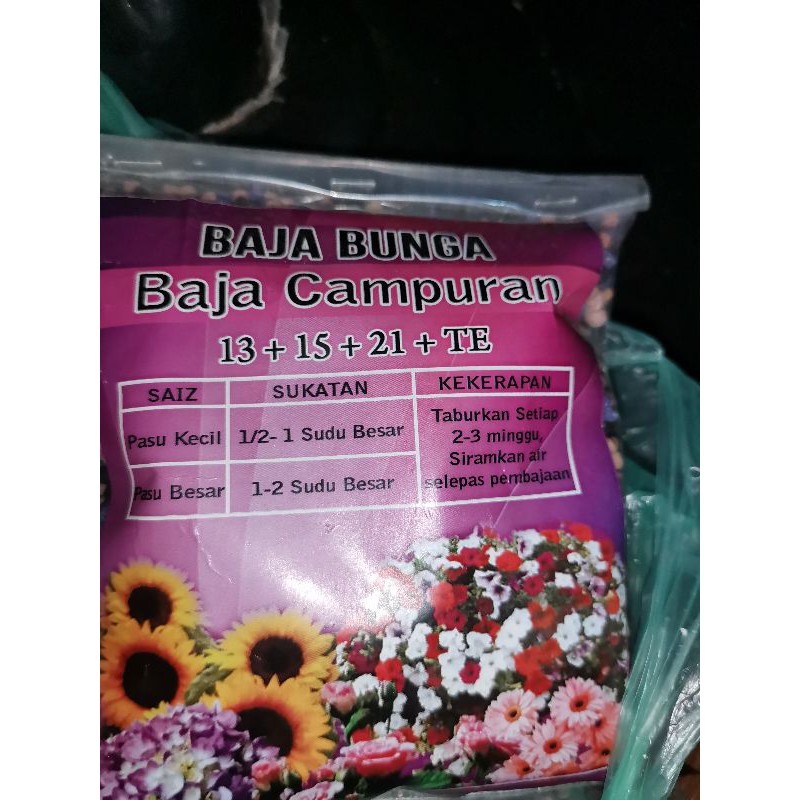 BAJA BUNGA
Baja Campuran
13 + 15 + 21 + TE
SAIZ SUKATAN KEKERAPAN
Pasu Kecil 1/2- 1 Sudu Besar
Pasu Besar 1-2 Sudu Besar
Taburkan Setiap
2-3 minggu,
Siramkan air
selepas pembajaan